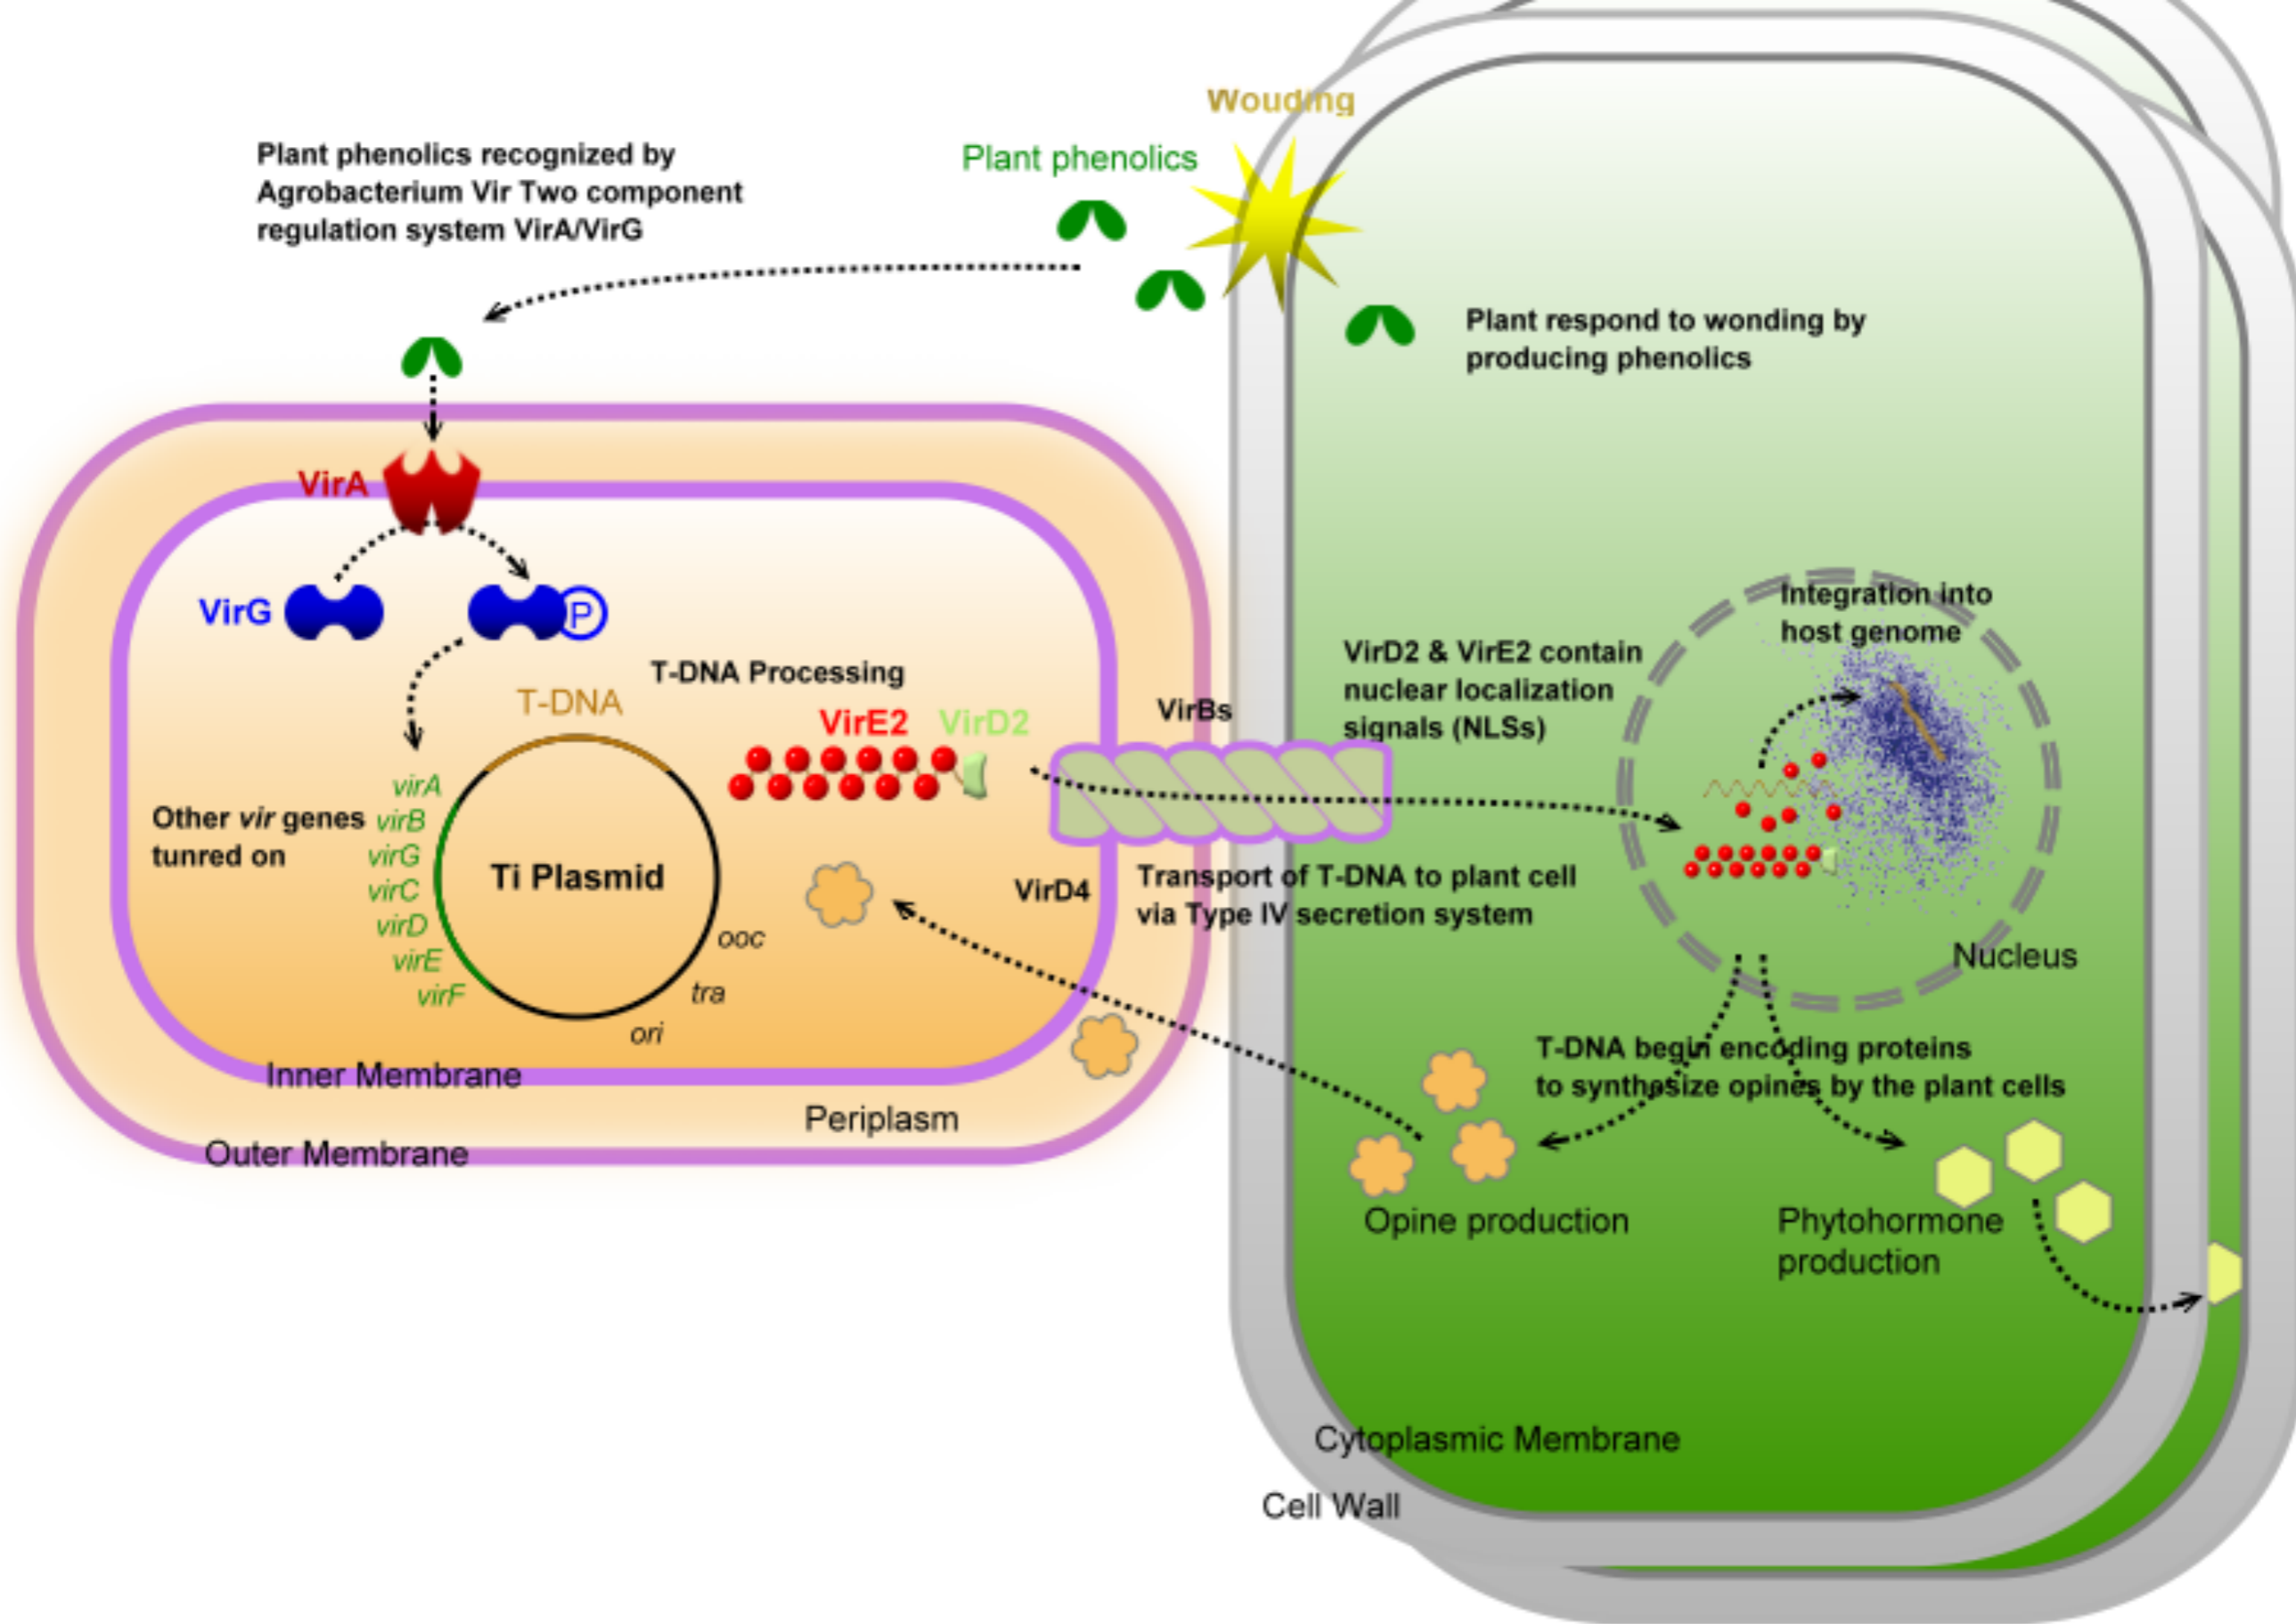 Wouding
Plant phenolics
Plant phenolics recognized by
Agrobacterium Vir Two component
regulation system VirA/VirG
Plant respond to wonding by
producing phenolics
VirA
VirG
P
T-DNA Processing
T-DNA
VirE2
VirD2
VirBs
VirD2 & VirE2 contain
nuclear localization
signals (NLSs)
Integration into
host genome
Other vir genes
tunred on
virA
virB
virG
virC
virD
virE
virF
Ti Plasmid
ooc
tra
ori
VirD4
Transport of T-DNA to plant cell
via Type IV secretion system
Nucleus
T-DNA begin encoding proteins
to synthesize opines by the plant cells
Inner Membrane
Periplasm
Outer Membrane
Opine production
Phytohormone
production
Cytoplasmic Membrane
Cell Wall